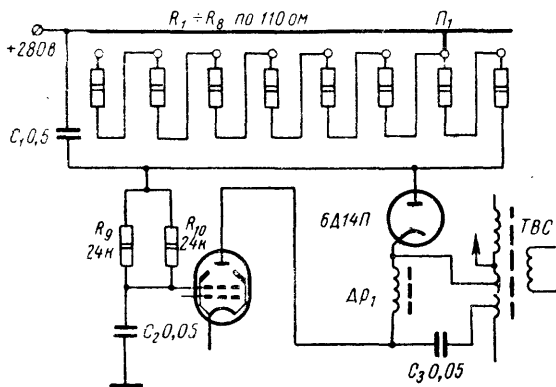 R₁ ÷ R₈ по 110 ом
П₁
+280В
C₁ 0,5
R₉ 24к
R₁₀ 24к
6Д14П
ТВС
ДР₁
C₂ 0,05
C₃ 0,05